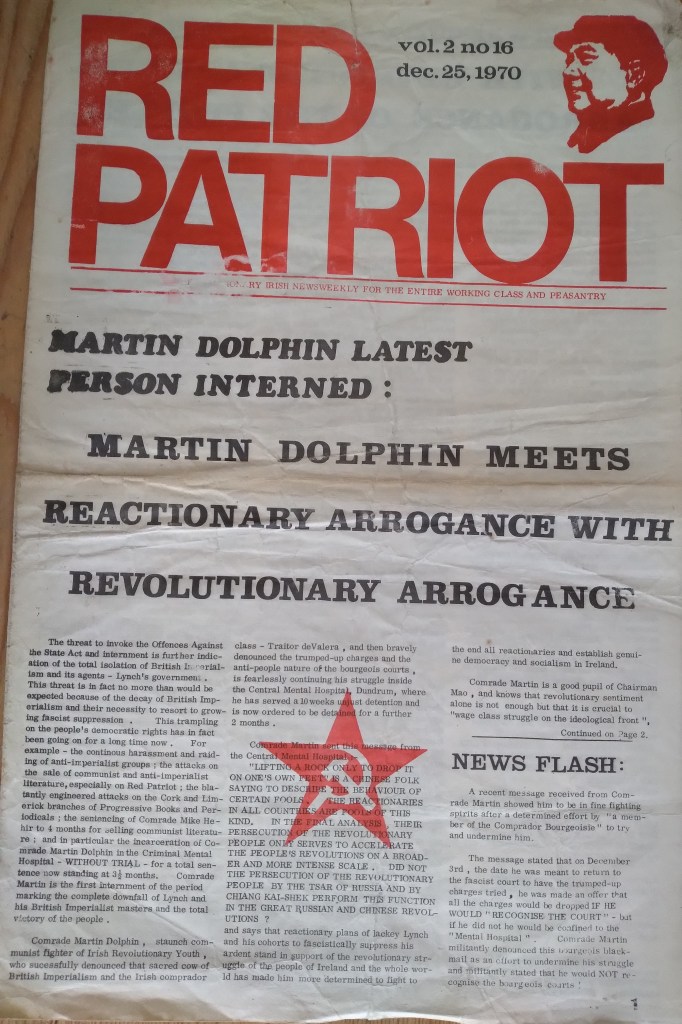 RED
PATRIOT
vol. 2 no 16
dec. 25, 1970
RY IRISH NEWSWEEKLY FOR THE ENTIRE WORKING CLASS AND PEASANTRY
MARTIN DOLPHIN LATEST
PERSON INTERNED :
MARTIN DOLPHIN MEETS
REACTIONARY ARROGANCE WITH
REVOLUTIONARY ARROGANCE
The threat to invoke the Offences Against
the State Act and internment is further indic-
ation of the total isolation of British Imperial-
ism and its agents - Lynch's government.
This threat is in fact no more than would be
expected because of the decay of British Imp-
erialism and their necessity to resort to grow-
ing fascist suppression. This trampling
on the people's democratic rights has in fact
been going on for a long time now. For
example - the continous harassment and raid-
ing of anti-imperialist groups ; the attacks on
the sale of communist and anti-imperialist
literature, especially on Red Patriot ; the bla-
tantly engineered attacks on the Cork and Lim-
erick branches of Progressive Books and Per-
iodicals ; the sentencing of Comrade Mike He-
hir to 4 months for selling communist literatu-
re ; and in particular the incarceration of Co-
mrade Martin Dolphin in the Criminal Mental
Hospital - WITHOUT TRIAL - for a total sen-
tence now standing at 3½ months. Comrade
Martin is the first internment of the period
marking the complete downfall of Lynch and
his British Imperialist masters and the total
victory of the people .
Comrade Martin Dolphin , staunch com-
munist fighter of Irish Revolutionary Youth ,
who sucessfully denounced that sacred cow of
British Imperialism and the Irish comprador
class - Traitor deValera , and then bravely
denounced the trumped-up charges and the
anti-people nature of the bourgeois courts ,
is fearlessly continuing his struggle inside
the Central Mental Hospital, Dundrum, where
he has served a 10 weeks unjust detention and
is now ordered to be detained for a further
2 months .
Comrade Martin sent this message from
the Central Mental Hospital :
"LIFTING A ROCK ONLY TO DROP IT
ON ONE'S OWN FEET IS A CHINESE FOLK
SAYING TO DESCRIBE THE BEHAVIOUR OF
CERTAIN FOOLS. THE REACTIONARIES
IN ALL COUNTRIES ARE FOOLS OF THIS
KIND. IN THE FINAL ANALYSIS , THEIR
PERSECUTION OF THE REVOLUTIONARY
PEOPLE ONLY SERVES TO ACCELERATE
THE PEOPLE'S REVOLUTIONS ON A BROAD-
ER AND MORE INTENSE SCALE . DID NOT
THE PERSECUTION OF THE REVOLUTIONARY
PEOPLE BY THE TSAR OF RUSSIA AND BY
CHIANG KAI-SHEK PERFORM THIS FUNCTION
IN THE GREAT RUSSIAN AND CHINESE REVOL-
UTIONS ?
and says that reactionary plans of lackey Lynch
and his cohorts to fascistically suppress his
ardent stand in support of the revolutionary str-
uggle of the people of Ireland and the whole wor-
ld has made him more determined to fight to
the end all reactionaries and establish genui-
ne democracy and socialism in Ireland.
Comrade Martin is a good pupil of Chairman
Mao , and knows that revolutionary sentiment
alone is not enough but that it is crucial to
"wage class struggle on the ideological front",
Continued on Page 2.
NEWS FLASH:
A recent message received from Com-
rade Martin showed him to be in fine fighting
spirits after a determined effort by "a mem-
ber of the Comprador Bourgeoisie" to try
and undermine him.
The message stated that on December
3rd , the date he was meant to return to
the fascist court to have the trumped-up
charges tried , he was made an offer that
all the charges would be dropped IF HE
WOULD "RECOGNISE THE COURT" - but
if he did not he would be confined to the
"Mental Hospital" . Comrade Martin
militantly denounced this bourgeois black-
mail as an effort to undermine his struggle
and militantly stated that he would NOT re-
cognise the bourgeois courts !
1